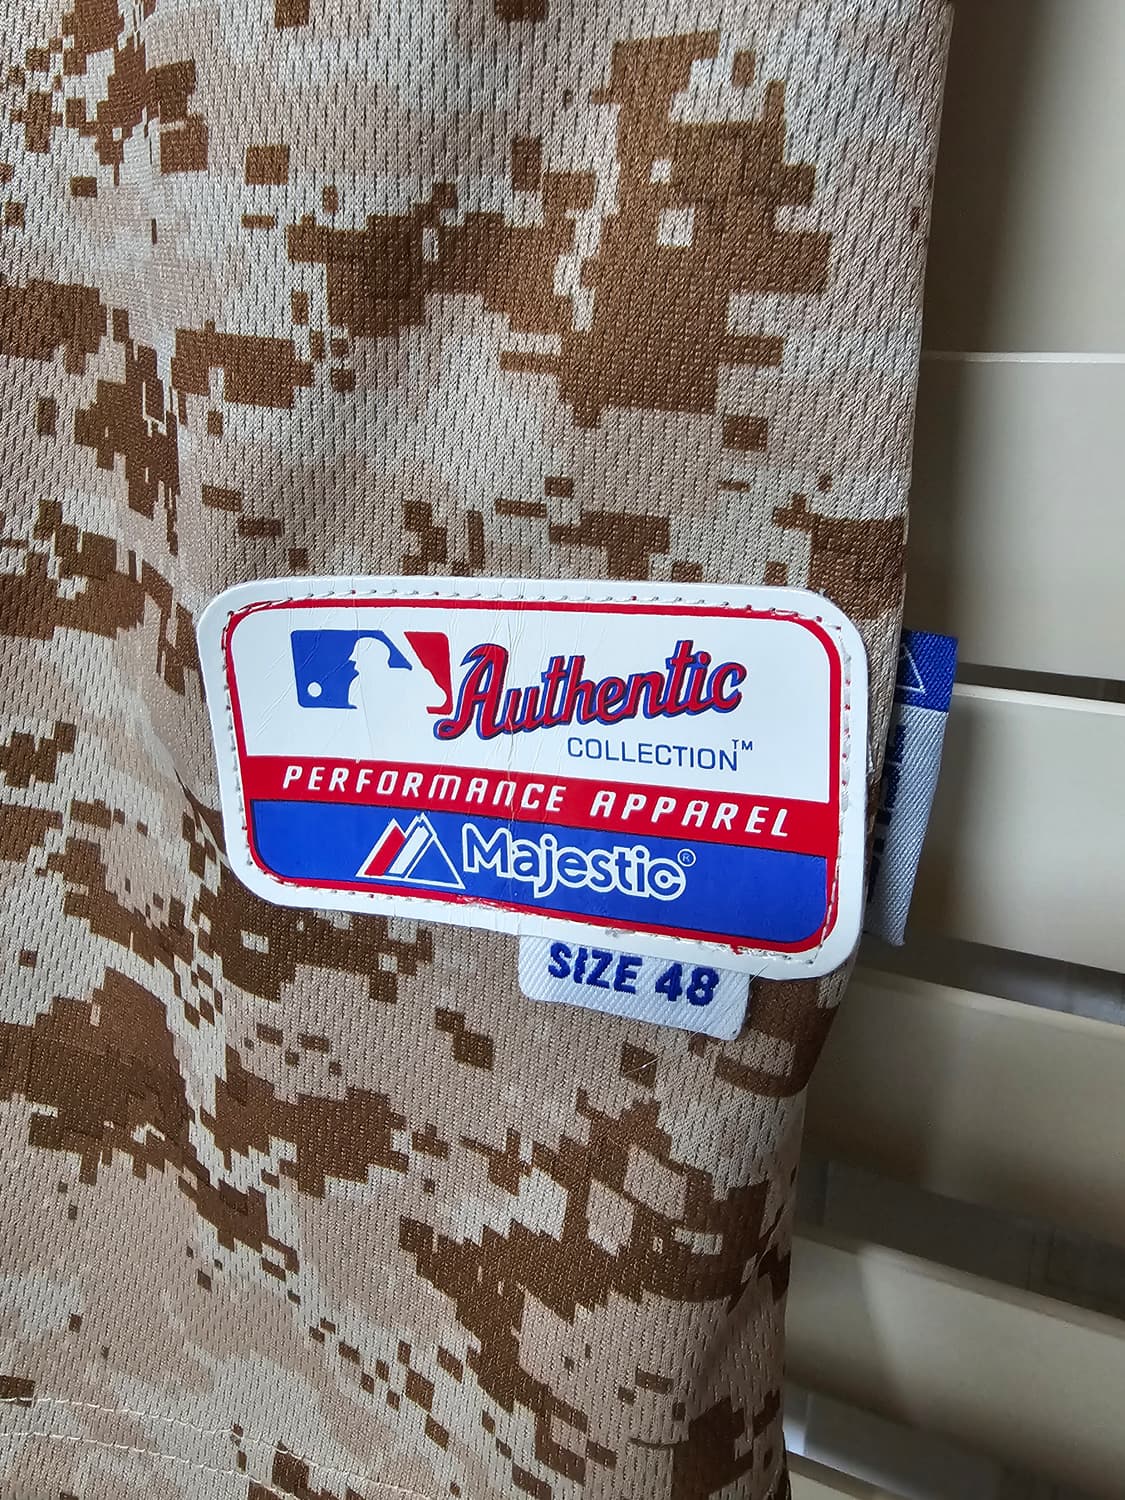 Authentic
COLLECTION™
PERFORMANCE APPAREL
Majestic®
SIZE 48